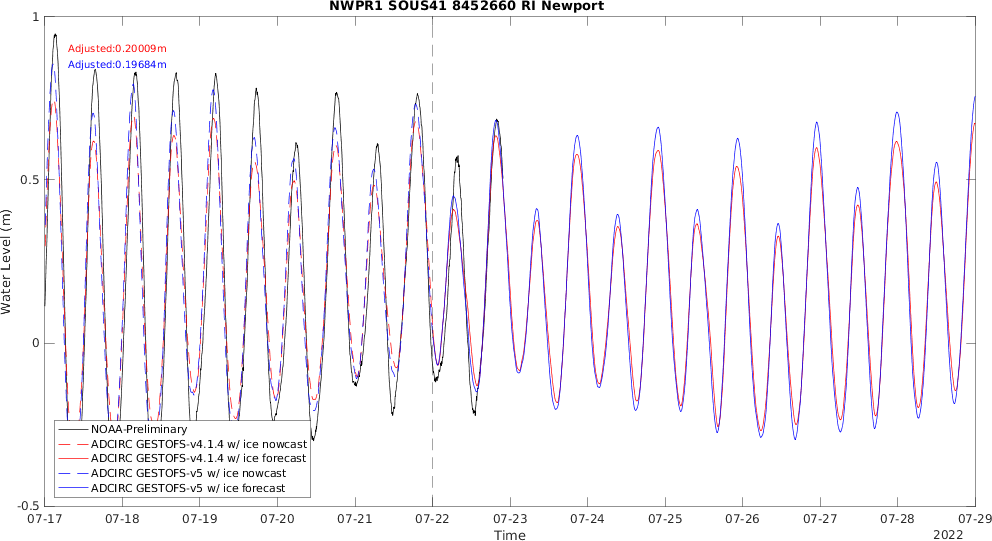 NWPR1 SOUS41 8452660 RI Newport
Adjusted:0.20009m
Adjusted:0.19684m
Water Level (m)
1
0.5
0
-0.5
NOAA-Preliminary
ADCIRC GESTOFS-v4.1.4 w/ ice nowcast
ADCIRC GESTOFS-v4.1.4 w/ ice forecast
ADCIRC GESTOFS-v5 w/ ice nowcast
ADCIRC GESTOFS-v5 w/ ice forecast
07-17 07-18 07-19 07-20 07-21 07-22 07-23 07-24 07-25 07-26 07-27 07-28 07-29
Time
2022